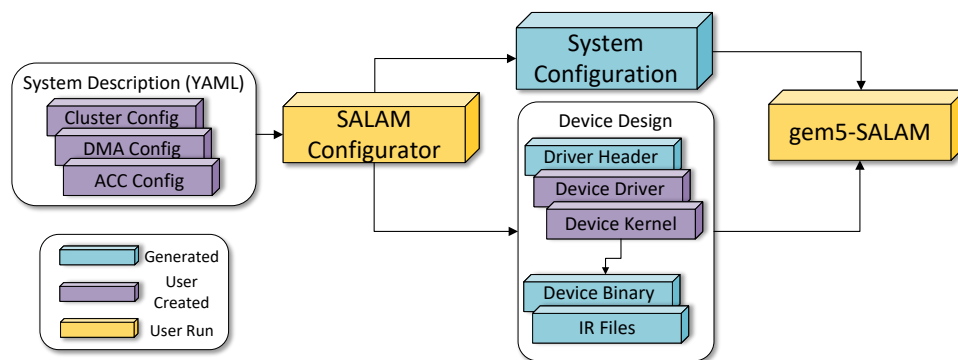 System Description (YAML)
Cluster Config
DMA Config
ACC Config
SALAM
Configurator
System
Configuration
Device Design
Driver Header
Device Driver
Device Kernel
Device Binary
IR Files
gem5-SALAM
Generated
User
Created
User Run